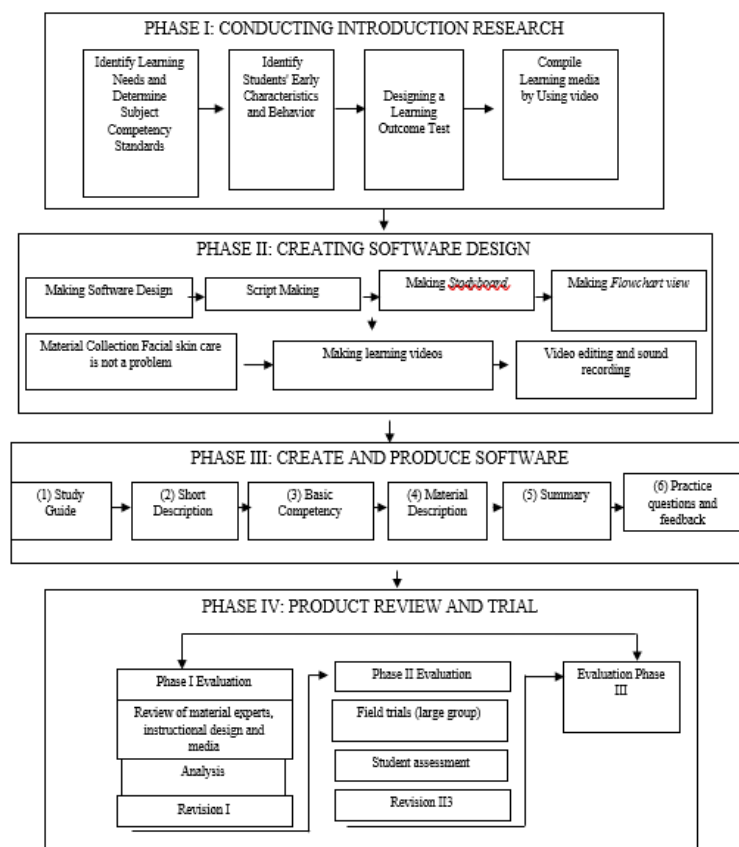 PHASE I: CONDUCTING INTRODUCTION RESEARCH
Identify Learning
Needs and
Determine
Subject
Competency
Standards
Identify
Students' Early
Characteristics
and Behavior
Designing a
Learning
Outcome Test
Compile
Learning media
by Using video
PHASE II: CREATING SOFTWARE DESIGN
Making Software Design
Script Making
Making Stodyboard
Making Flowchart view
Material Collection Facial skin care
is not a problem
Making learning videos
Video editing and sound
recording
PHASE III: CREATE AND PRODUCE SOFTWARE
(1) Study
Guide
(2) Short
Description
(3) Basic
Competency
(4) Material
Description
(5) Summary
(6) Practice
questions and
feedback
PHASE IV: PRODUCT REVIEW AND TRIAL
Phase I Evaluation
Review of material experts,
instructional design and
media
Analysis
Revision I
Phase II Evaluation
Field trials (large group)
Student assessment
Revision II3
Evaluation Phase
III